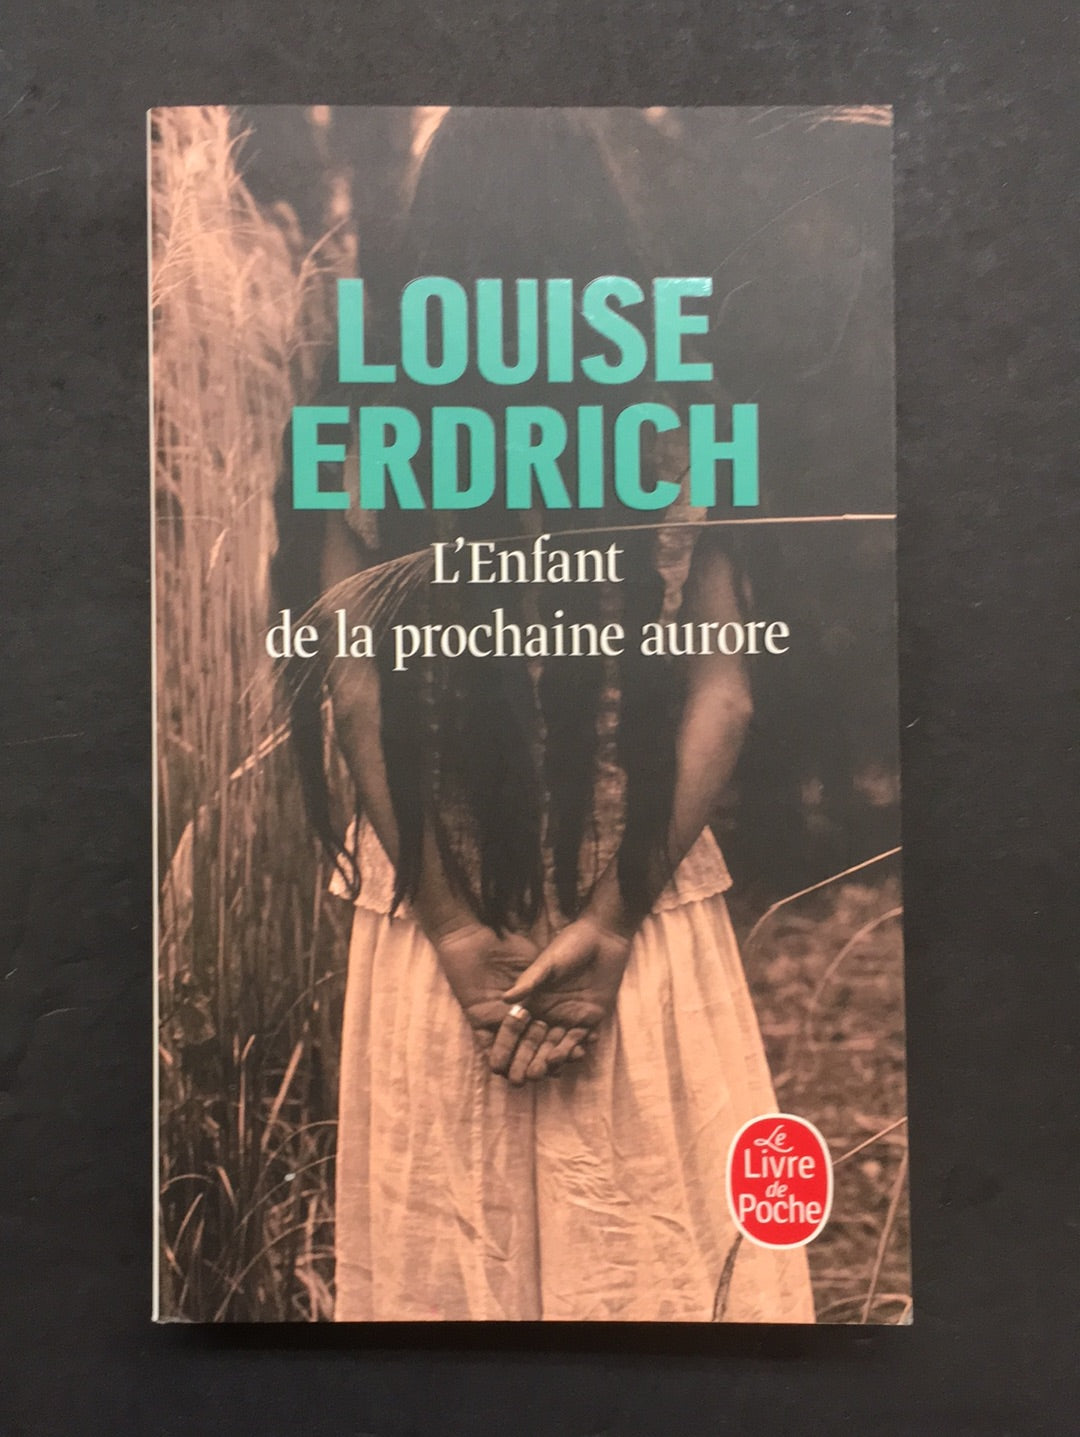 LOUISE
ERDRICH
L'Enfant
de la prochaine aurore
Le
Livre
de
Poche